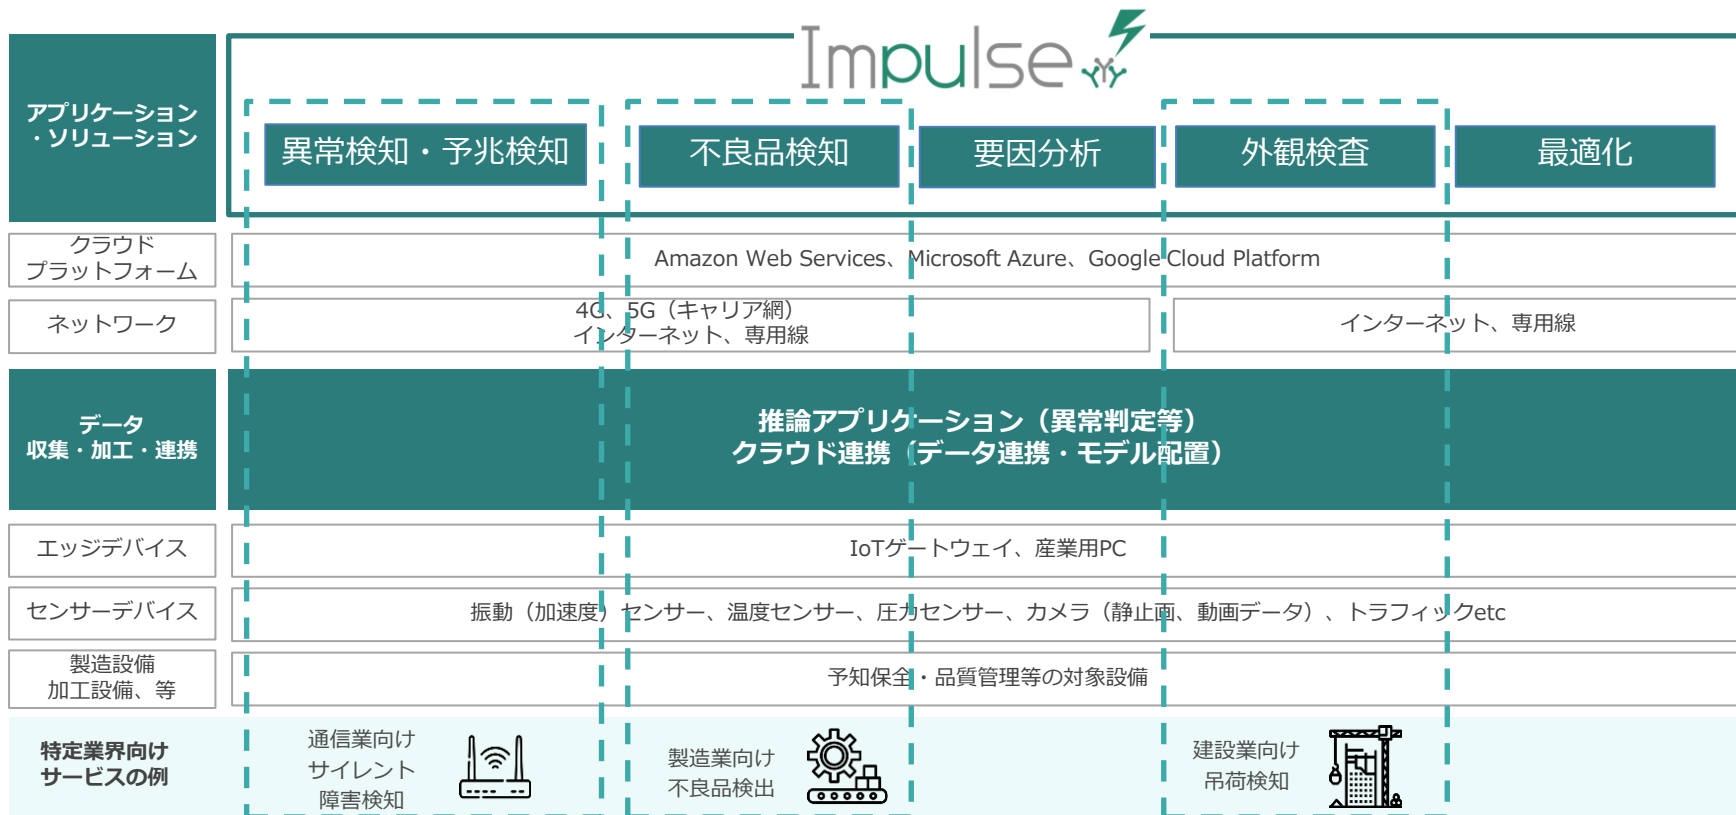 Impulse
アプリケーション
・ソリューション
異常検知・予兆検知
不良品検知
要因分析
外観検査
最適化
クラウド
プラットフォーム
Amazon Web Services、Microsoft Azure、Google Cloud Platform
ネットワーク
4G、5G（キャリア網）
インターネット、専用線
インターネット、専用線
データ
収集・加工・連携
推論アプリケーション（異常判定等）
クラウド連携（データ連携・モデル配置）
エッジデバイス
IoTゲートウェイ、産業用PC
センサーデバイス
振動（加速度）センサー、温度センサー、圧力センサー、カメラ（静止画、動画データ）、トラフィックetc
製造設備
加工設備、等
予知保全・品質管理等の対象設備
特定業界向け
サービスの例
通信業向け
サイレント
障害検知
製造業向け
不良品検出
建設業向け
吊荷検知